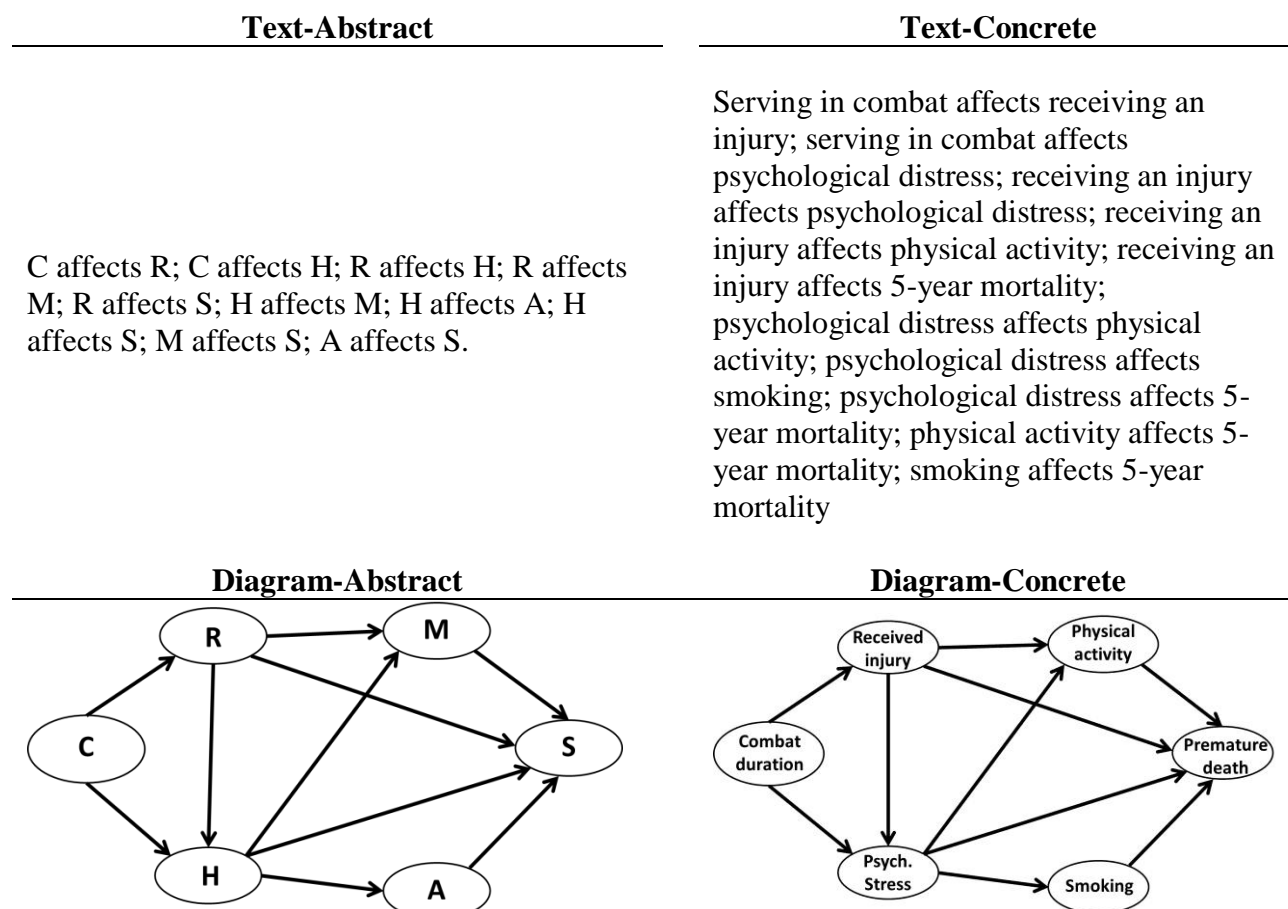 Text-Abstract
Text-Concrete
C affects R; C affects H; R affects H; R affects
M; R affects S; H affects M; H affects A; H
affects S; M affects S; A affects S.
Serving in combat affects receiving an
injury; serving in combat affects
psychological distress; receiving an injury
affects psychological distress; receiving an
injury affects physical activity; receiving an
injury affects 5-year mortality;
psychological distress affects physical
activity; psychological distress affects
smoking; psychological distress affects 5-
year mortality; physical activity affects 5-
year mortality; smoking affects 5-year
mortality
Diagram-Abstract
R
M
C
S
H
A
Diagram-Concrete
Received
injury
Physical
activity
Combat
duration
Premature
death
Psych.
Stress
Smoking